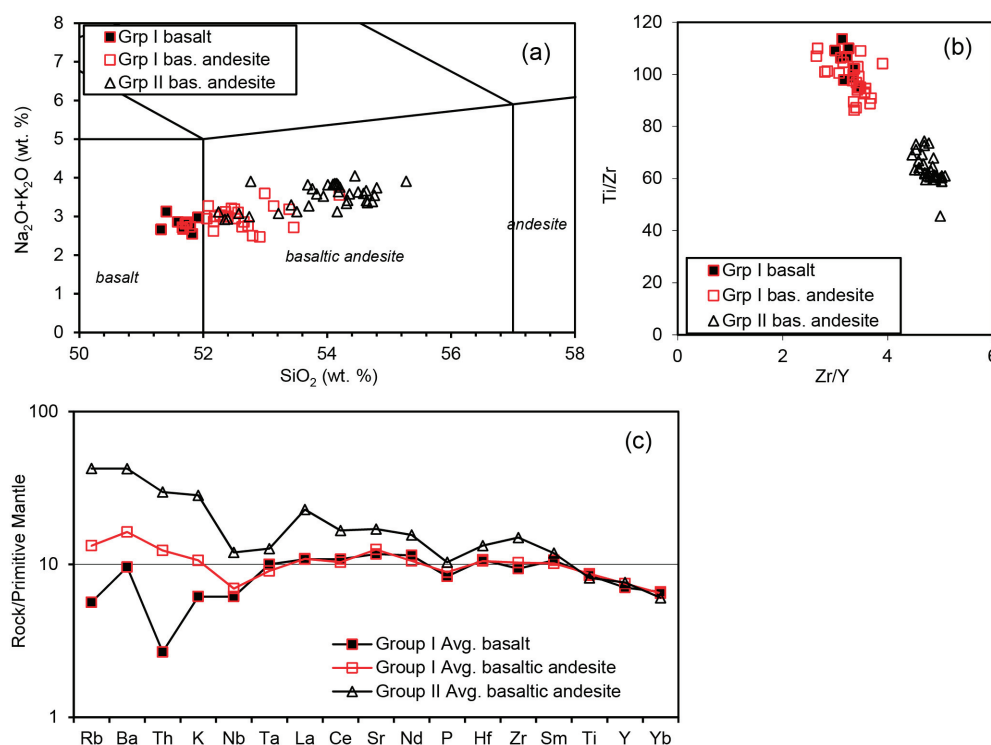 (a)
Grp I basalt
Grp I bas. andesite
Grp II bas. andesite
8
7
6
5
4
3
2
1
0
Na₂O+K₂O (wt. %)
basalt
basaltic andesite
andesite
50 52 54 56 58
SiO₂ (wt. %)
(b)
120
100
80
60
40
20
0
Ti/Zr
Grp I basalt
Grp I bas. andesite
Grp II bas. andesite
0 2 4 6
Zr/Y
(c)
100
10
1
Rock/Primitive Mantle
Group I Avg. basalt
Group I Avg. basaltic andesite
Group II Avg. basaltic andesite
Rb Ba Th K Nb Ta La Ce Sr Nd P Hf Zr Sm Ti Y Yb